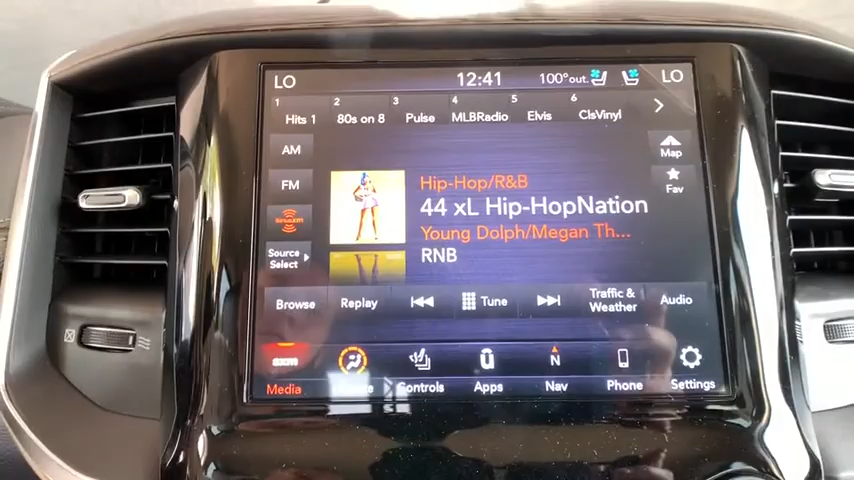 LO 12:41 100°out. LO
1 2 3 4 5 6
Hits 1 80s on 8 Pulse MLBRadio Elvis ClsVinyl
AM
FM
SiriusXM
Source
Select
Map
Fav
Hip-Hop/R&B
44 xL Hip-HopNation
Young Dolph/Megan Th...
RNB
Browse Replay Tune Traffic & Weather Audio
Media Controls Apps N Nav Phone Settings